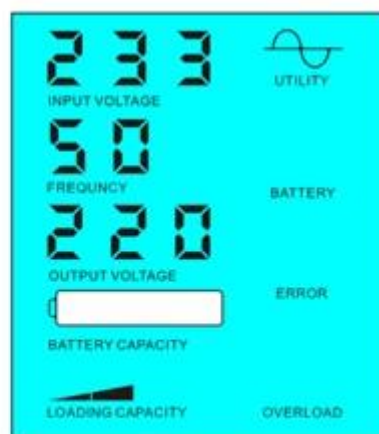 233
UTILITY
INPUT VOLTAGE
50
FREQUNCY
BATTERY
220
OUTPUT VOLTAGE
ERROR
BATTERY CAPACITY
LOADING CAPACITY
OVERLOAD